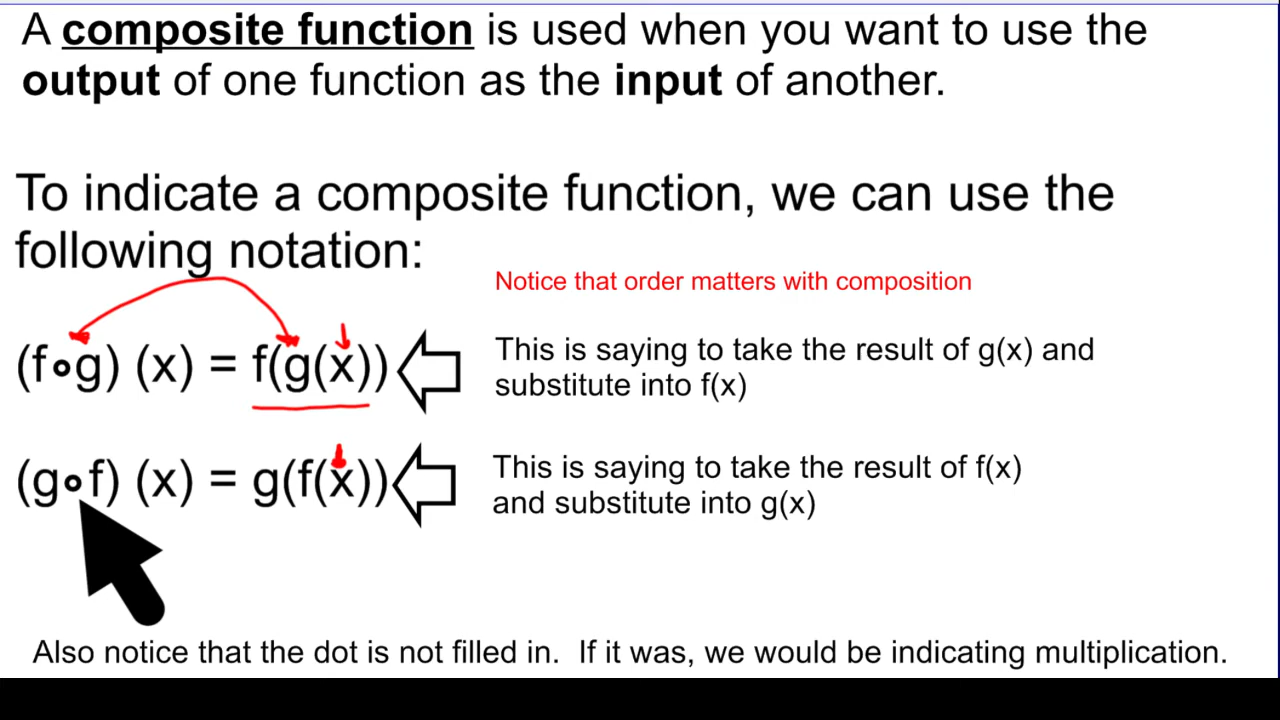 A composite function is used when you want to use the
output of one function as the input of another.
To indicate a composite function, we can use the
following notation:
Notice that order matters with composition
(f∘g) (x) = f(g(x))
This is saying to take the result of g(x) and
substitute into f(x)
(g∘f) (x) = g(f(x))
This is saying to take the result of f(x)
and substitute into g(x)
Also notice that the dot is not filled in.  If it was, we would be indicating multiplication.